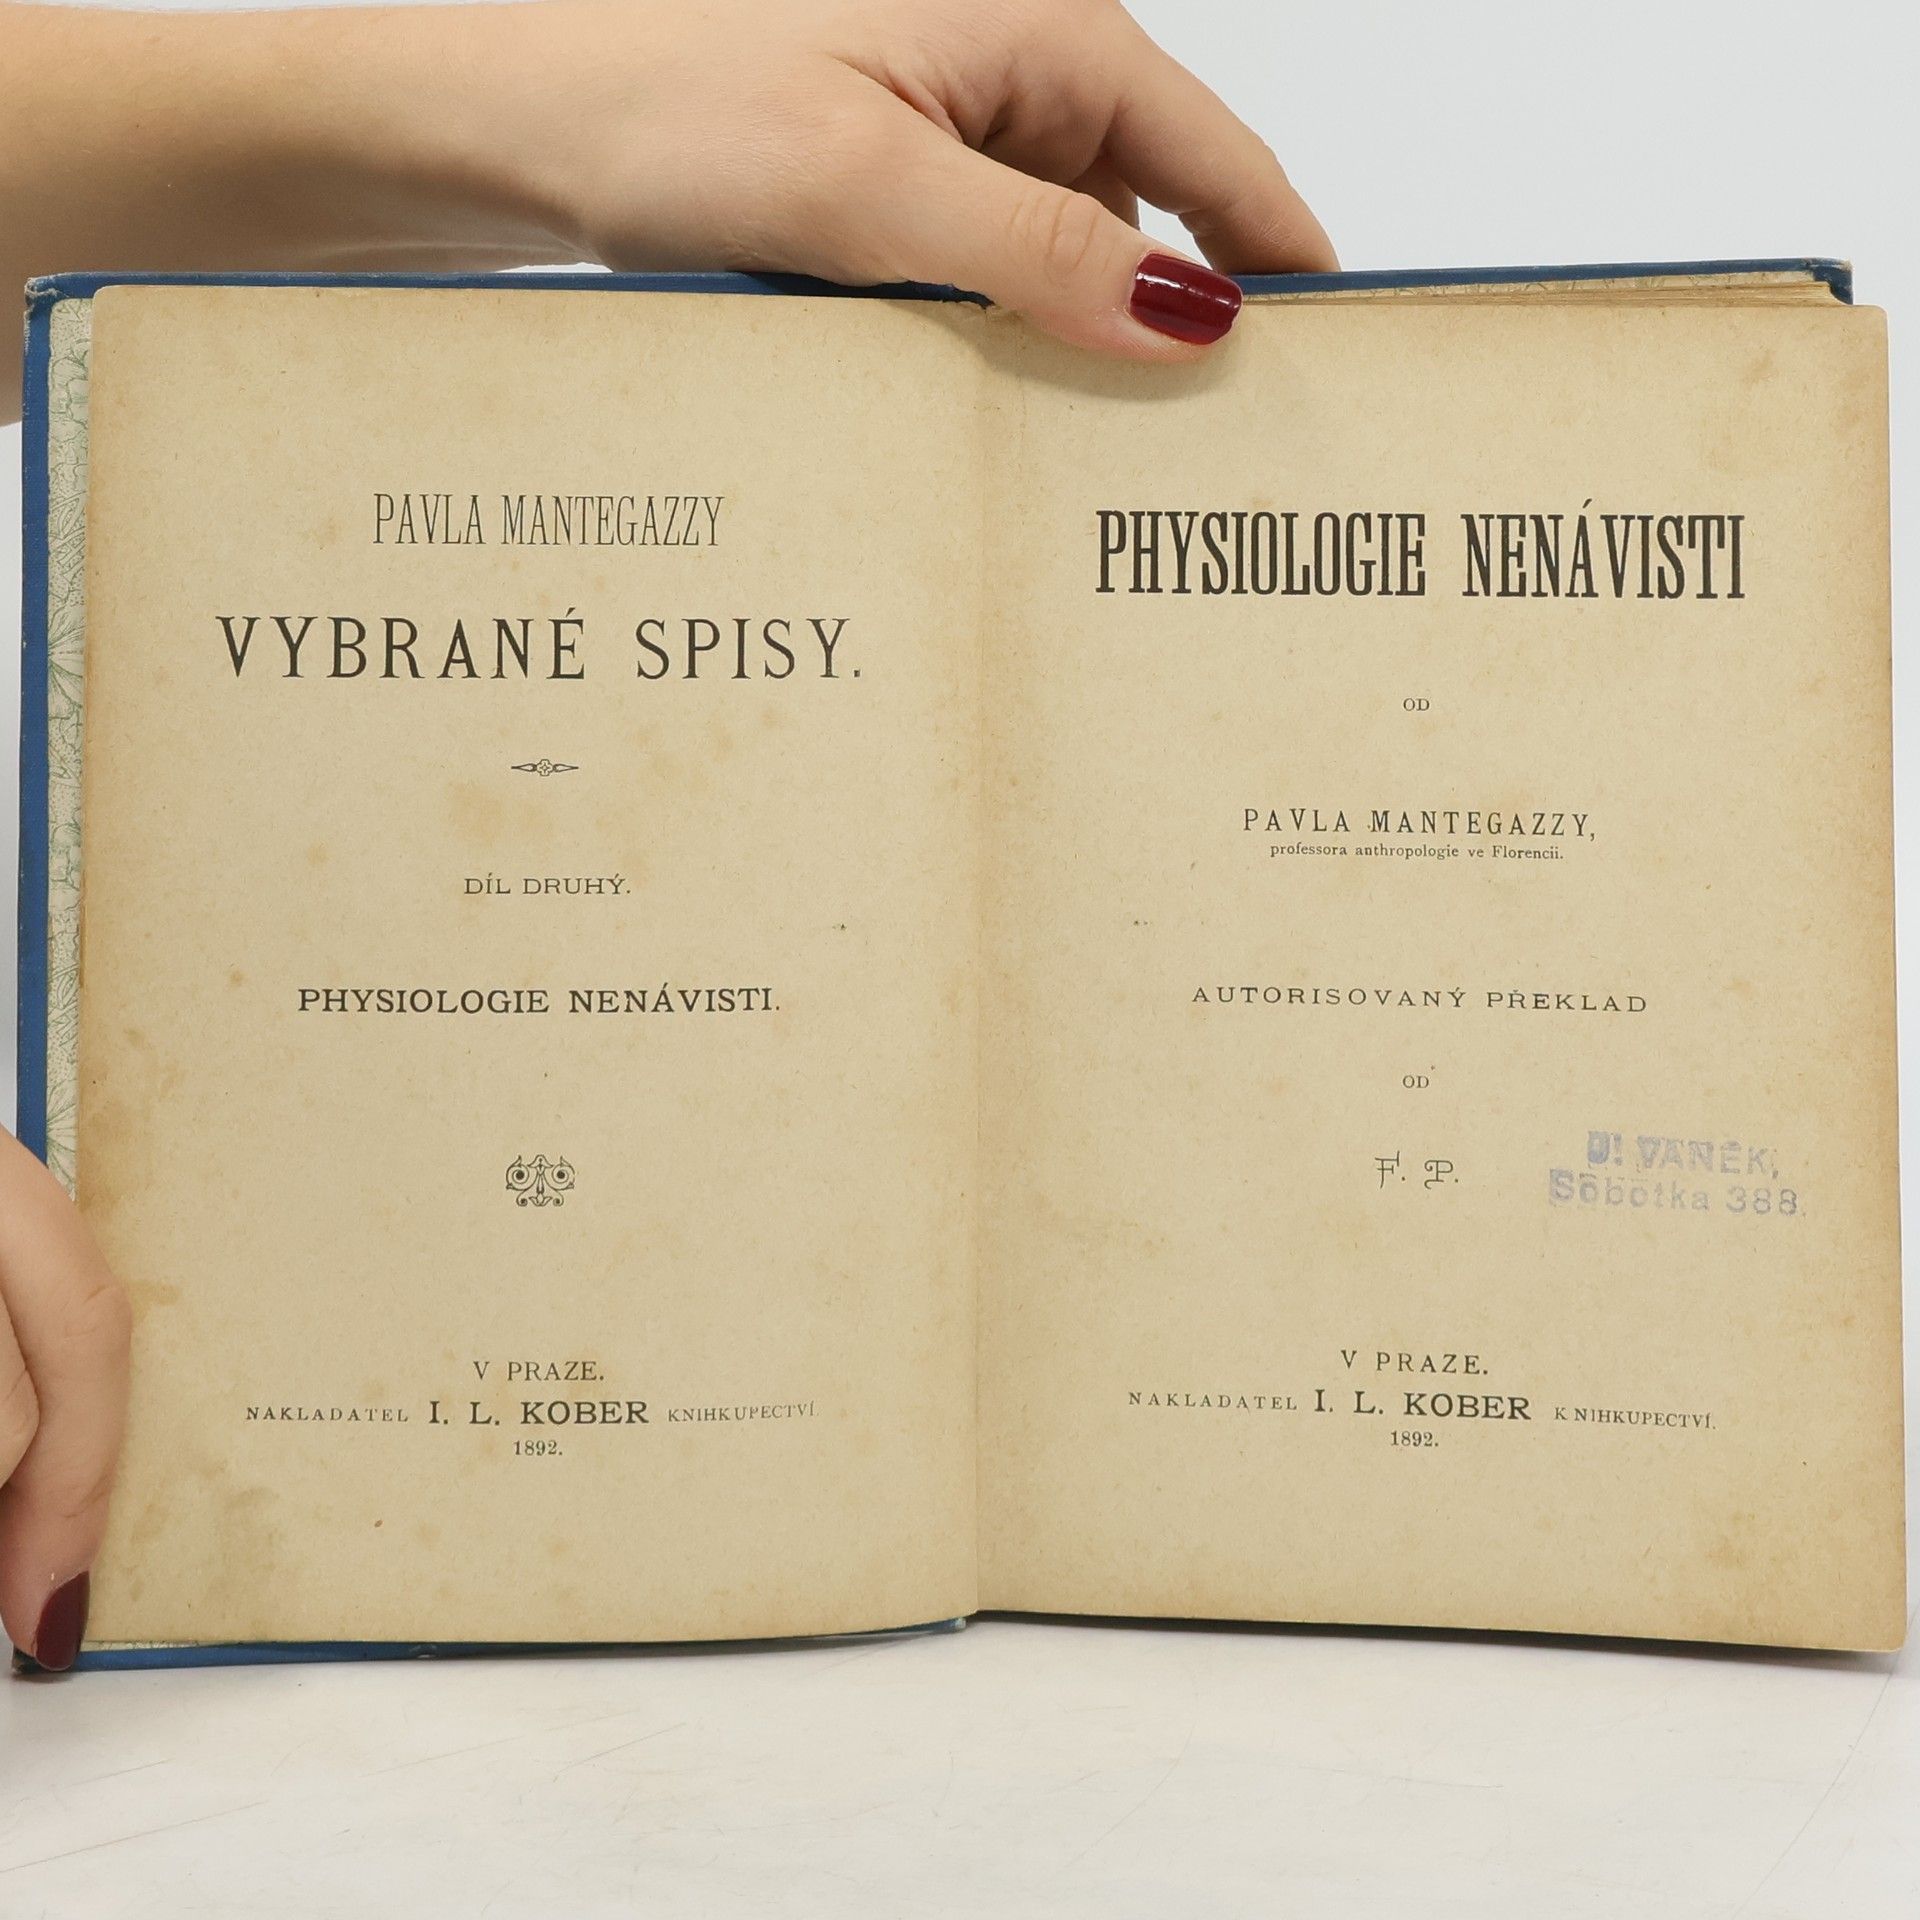 PAVLA MANTEGAZZY
VYBRANÉ SPISY.
DÍL DRUHÝ.
PHYSIOLOGIE NENÁVISTI.
V PRAZE.
NAKLADATEL I. L. KOBER KNIHKUPECTVÍ
1892.
PHYSIOLOGIE NENÁVISTI
OD
PAVLA MANTEGAZZY,
professora anthropologie ve Florencii.
AUTORISOVANÝ PŘEKLAD
OD
F. P.
J. VANĚK,
Sobotka 388.
V PRAZE.
NAKLADATEL I. L. KOBER KNIHKUPECTVÍ.
1892.